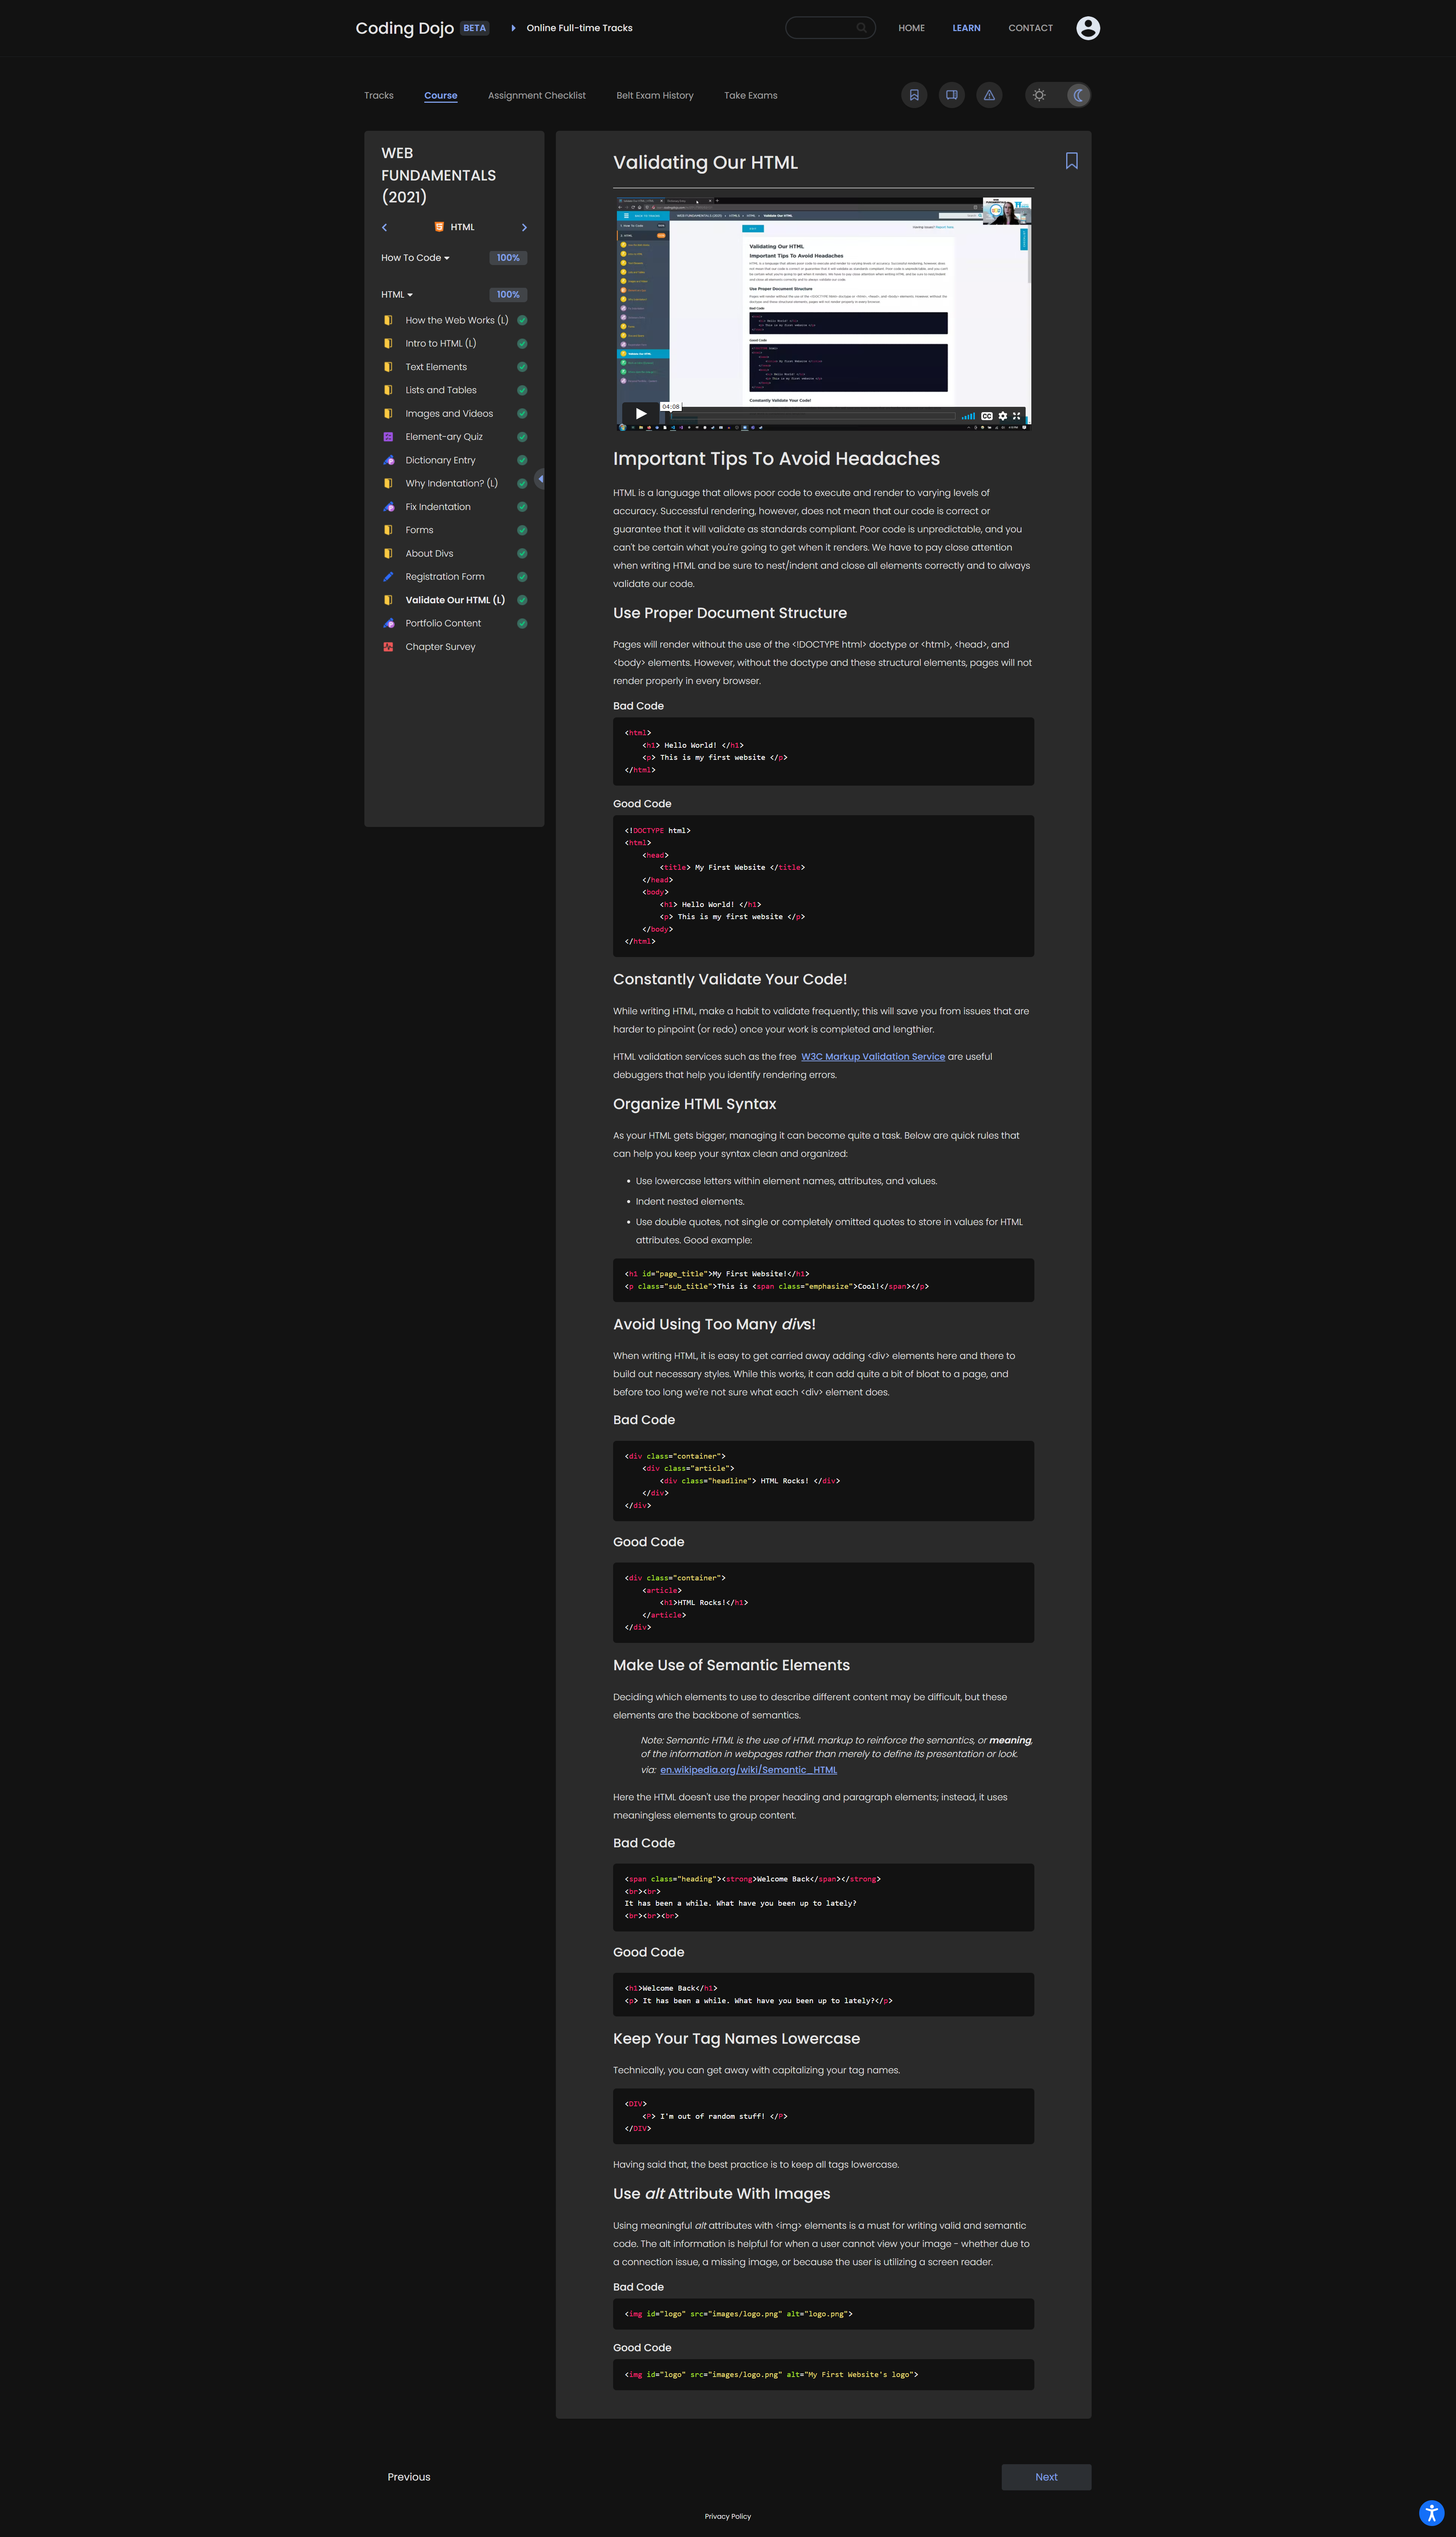 Coding Dojo BETA Online Full-time Tracks HOME LEARN CONTACT
Tracks Course Assignment Checklist Belt Exam History Take Exams
WEB
FUNDAMENTALS
(2021)
HTML
How To Code 100%
HTML 100%
How the Web Works (L)
Intro to HTML (L)
Text Elements
Lists and Tables
Images and Videos
Element-ary Quiz
Dictionary Entry
Why Indentation? (L)
Fix Indentation
Forms
About Divs
Registration Form
Validate Our HTML (L)
Portfolio Content
Chapter Survey
Validating Our HTML
Validating Our HTML
Important Tips To Avoid Headaches
Use Proper Document Structure
Bad Code
Good Code
Constantly Validate Your Code!
04:08
CC
Important Tips To Avoid Headaches
HTML is a language that allows poor code to execute and render to varying levels of
accuracy. Successful rendering, however, does not mean that our code is correct or
guarantee that it will validate as standards compliant. Poor code is unpredictable, and you
can't be certain what you're going to get when it renders. We have to pay close attention
when writing HTML and be sure to nest/indent and close all elements correctly and to always
validate our code.
Use Proper Document Structure
Pages will render without the use of the <!DOCTYPE html> doctype or <html>, <head>, and
<body> elements. However, without the doctype and these structural elements, pages will not
render properly in every browser.
Bad Code
<html>
    <h1> Hello World! </h1>
    <p> This is my first website </p>
</html>
Good Code
<!DOCTYPE html>
<html>
    <head>
        <title> My First Website </title>
    </head>
    <body>
        <h1> Hello World! </h1>
        <p> This is my first website </p>
    </body>
</html>
Constantly Validate Your Code!
While writing HTML, make a habit to validate frequently; this will save you from issues that are
harder to pinpoint (or redo) once your work is completed and lengthier.
HTML validation services such as the free W3C Markup Validation Service are useful
debuggers that help you identify rendering errors.
Organize HTML Syntax
As your HTML gets bigger, managing it can become quite a task. Below are quick rules that
can help you keep your syntax clean and organized:
• Use lowercase letters within element names, attributes, and values.
• Indent nested elements.
• Use double quotes, not single or completely omitted quotes to store in values for HTML
attributes. Good example:
<h1 id="page_title">My First Website!</h1>
<p class="sub_title">This is <span class="emphasize">Cool!</span></p>
Avoid Using Too Many divs!
When writing HTML, it is easy to get carried away adding <div> elements here and there to
build out necessary styles. While this works, it can add quite a bit of bloat to a page, and
before too long we're not sure what each <div> element does.
Bad Code
<div class="container">
    <div class="article">
        <div class="headline"> HTML Rocks! </div>
    </div>
</div>
Good Code
<div class="container">
    <article>
        <h1>HTML Rocks!</h1>
    </article>
</div>
Make Use of Semantic Elements
Deciding which elements to use to describe different content may be difficult, but these
elements are the backbone of semantics.
Note: Semantic HTML is the use of HTML markup to reinforce the semantics, or meaning,
of the information in webpages rather than merely to define its presentation or look.
via: en.wikipedia.org/wiki/Semantic_HTML
Here the HTML doesn't use the proper heading and paragraph elements; instead, it uses
meaningless elements to group content.
Bad Code
<span class="heading"><strong>Welcome Back</span></strong>
<br><br>
It has been a while. What have you been up to lately?
<br><br><br>
Good Code
<h1>Welcome Back</h1>
<p> It has been a while. What have you been up to lately?</p>
Keep Your Tag Names Lowercase
Technically, you can get away with capitalizing your tag names.
<DIV>
    <P> I'm out of random stuff! </P>
</DIV>
Having said that, the best practice is to keep all tags lowercase.
Use alt Attribute With Images
Using meaningful alt attributes with <img> elements is a must for writing valid and semantic
code. The alt information is helpful for when a user cannot view your image - whether due to
a connection issue, a missing image, or because the user is utilizing a screen reader.
Bad Code
<img id="logo" src="images/logo.png" alt="logo.png">
Good Code
<img id="logo" src="images/logo.png" alt="My First Website's logo">
Previous Next
Privacy Policy